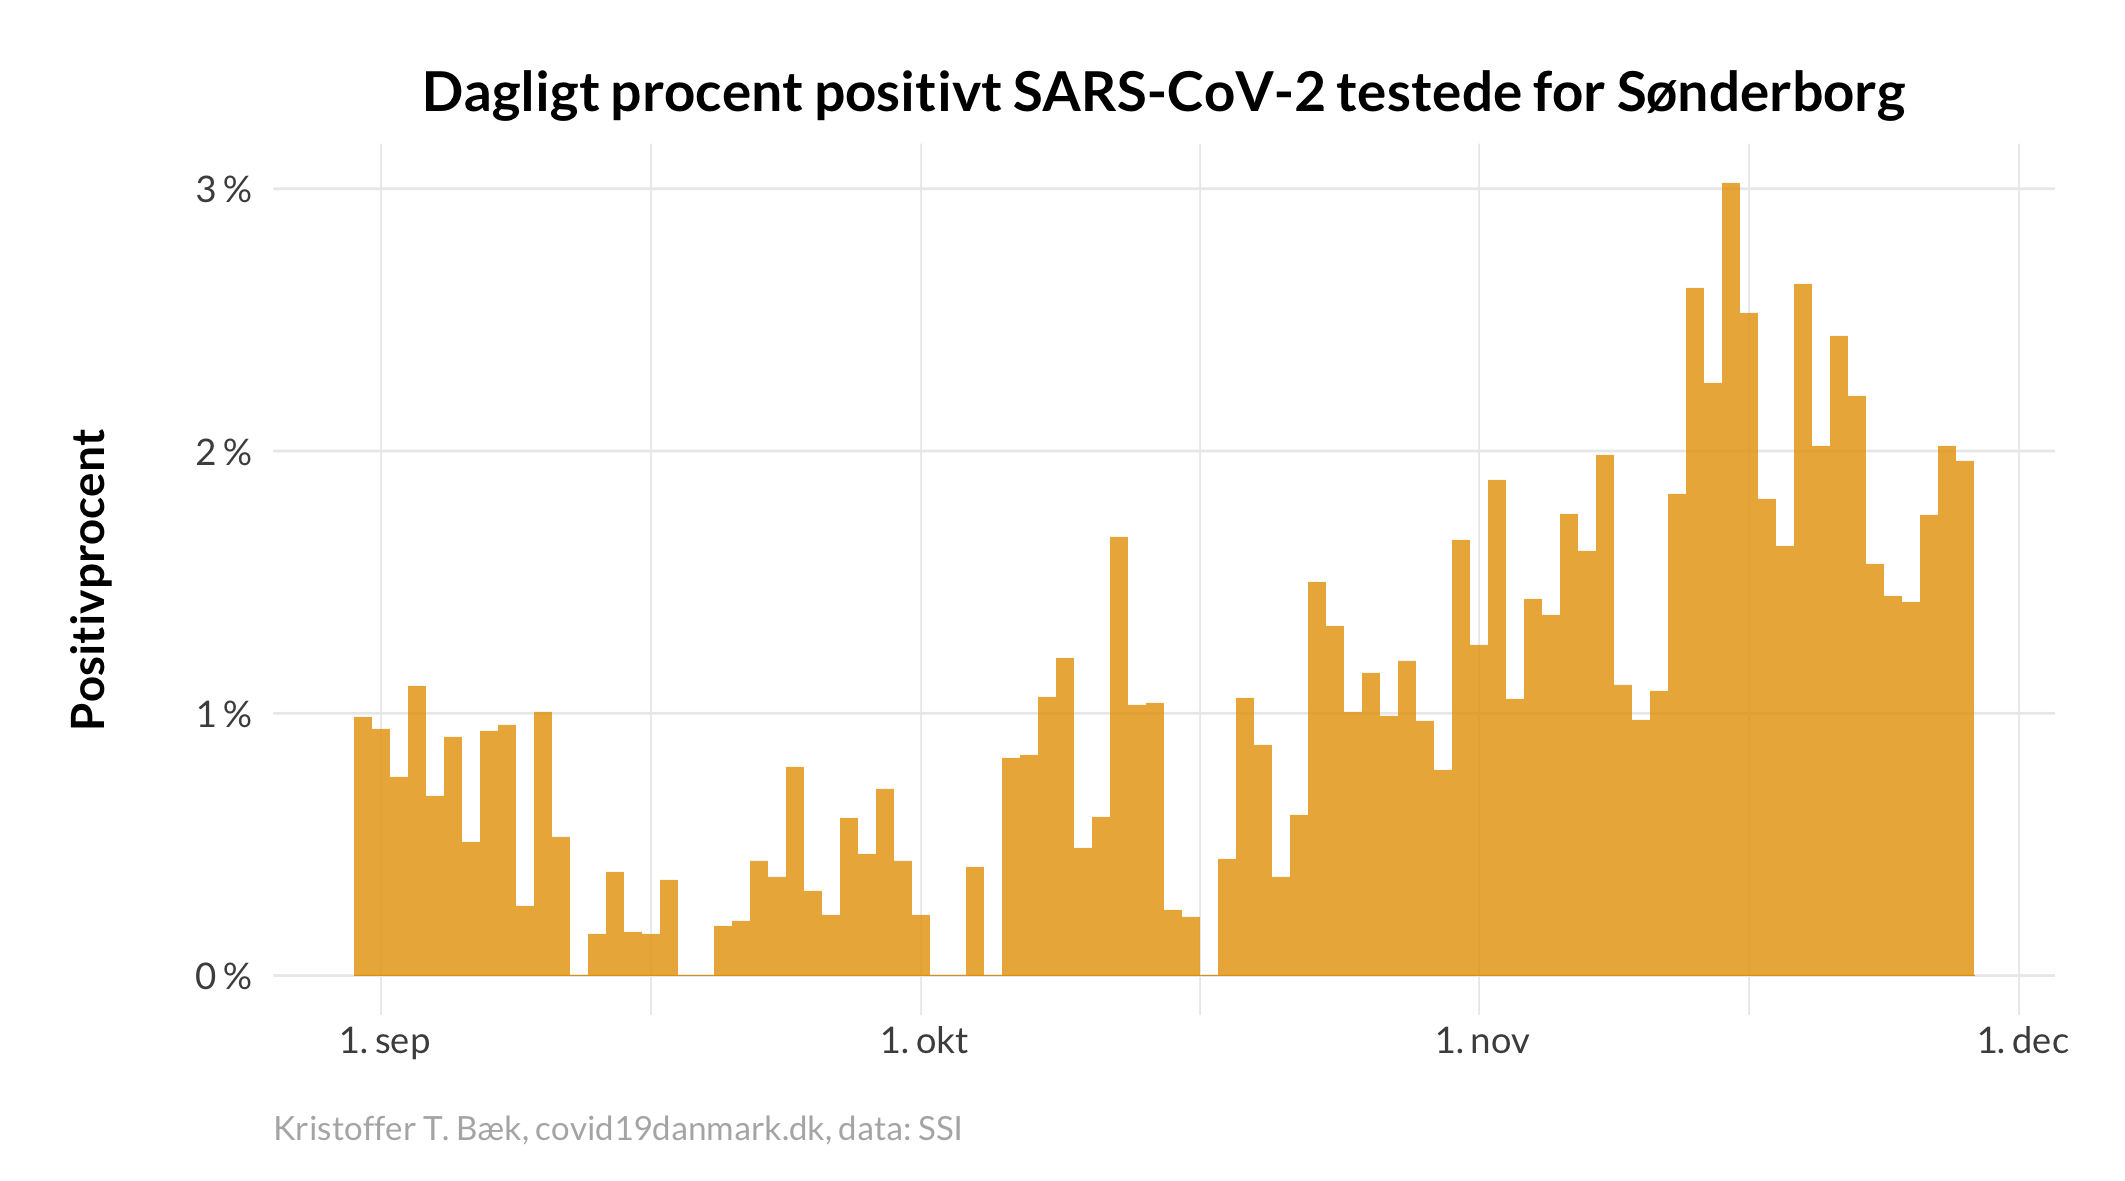 Dagligt procent positivt SARS-CoV-2 testede for Sønderborg
Positivprocent
3 %
2 %
1 %
0 %
1. sep
1. okt
1. nov
1. dec
Kristoffer T. Bæk, covid19danmark.dk, data: SSI